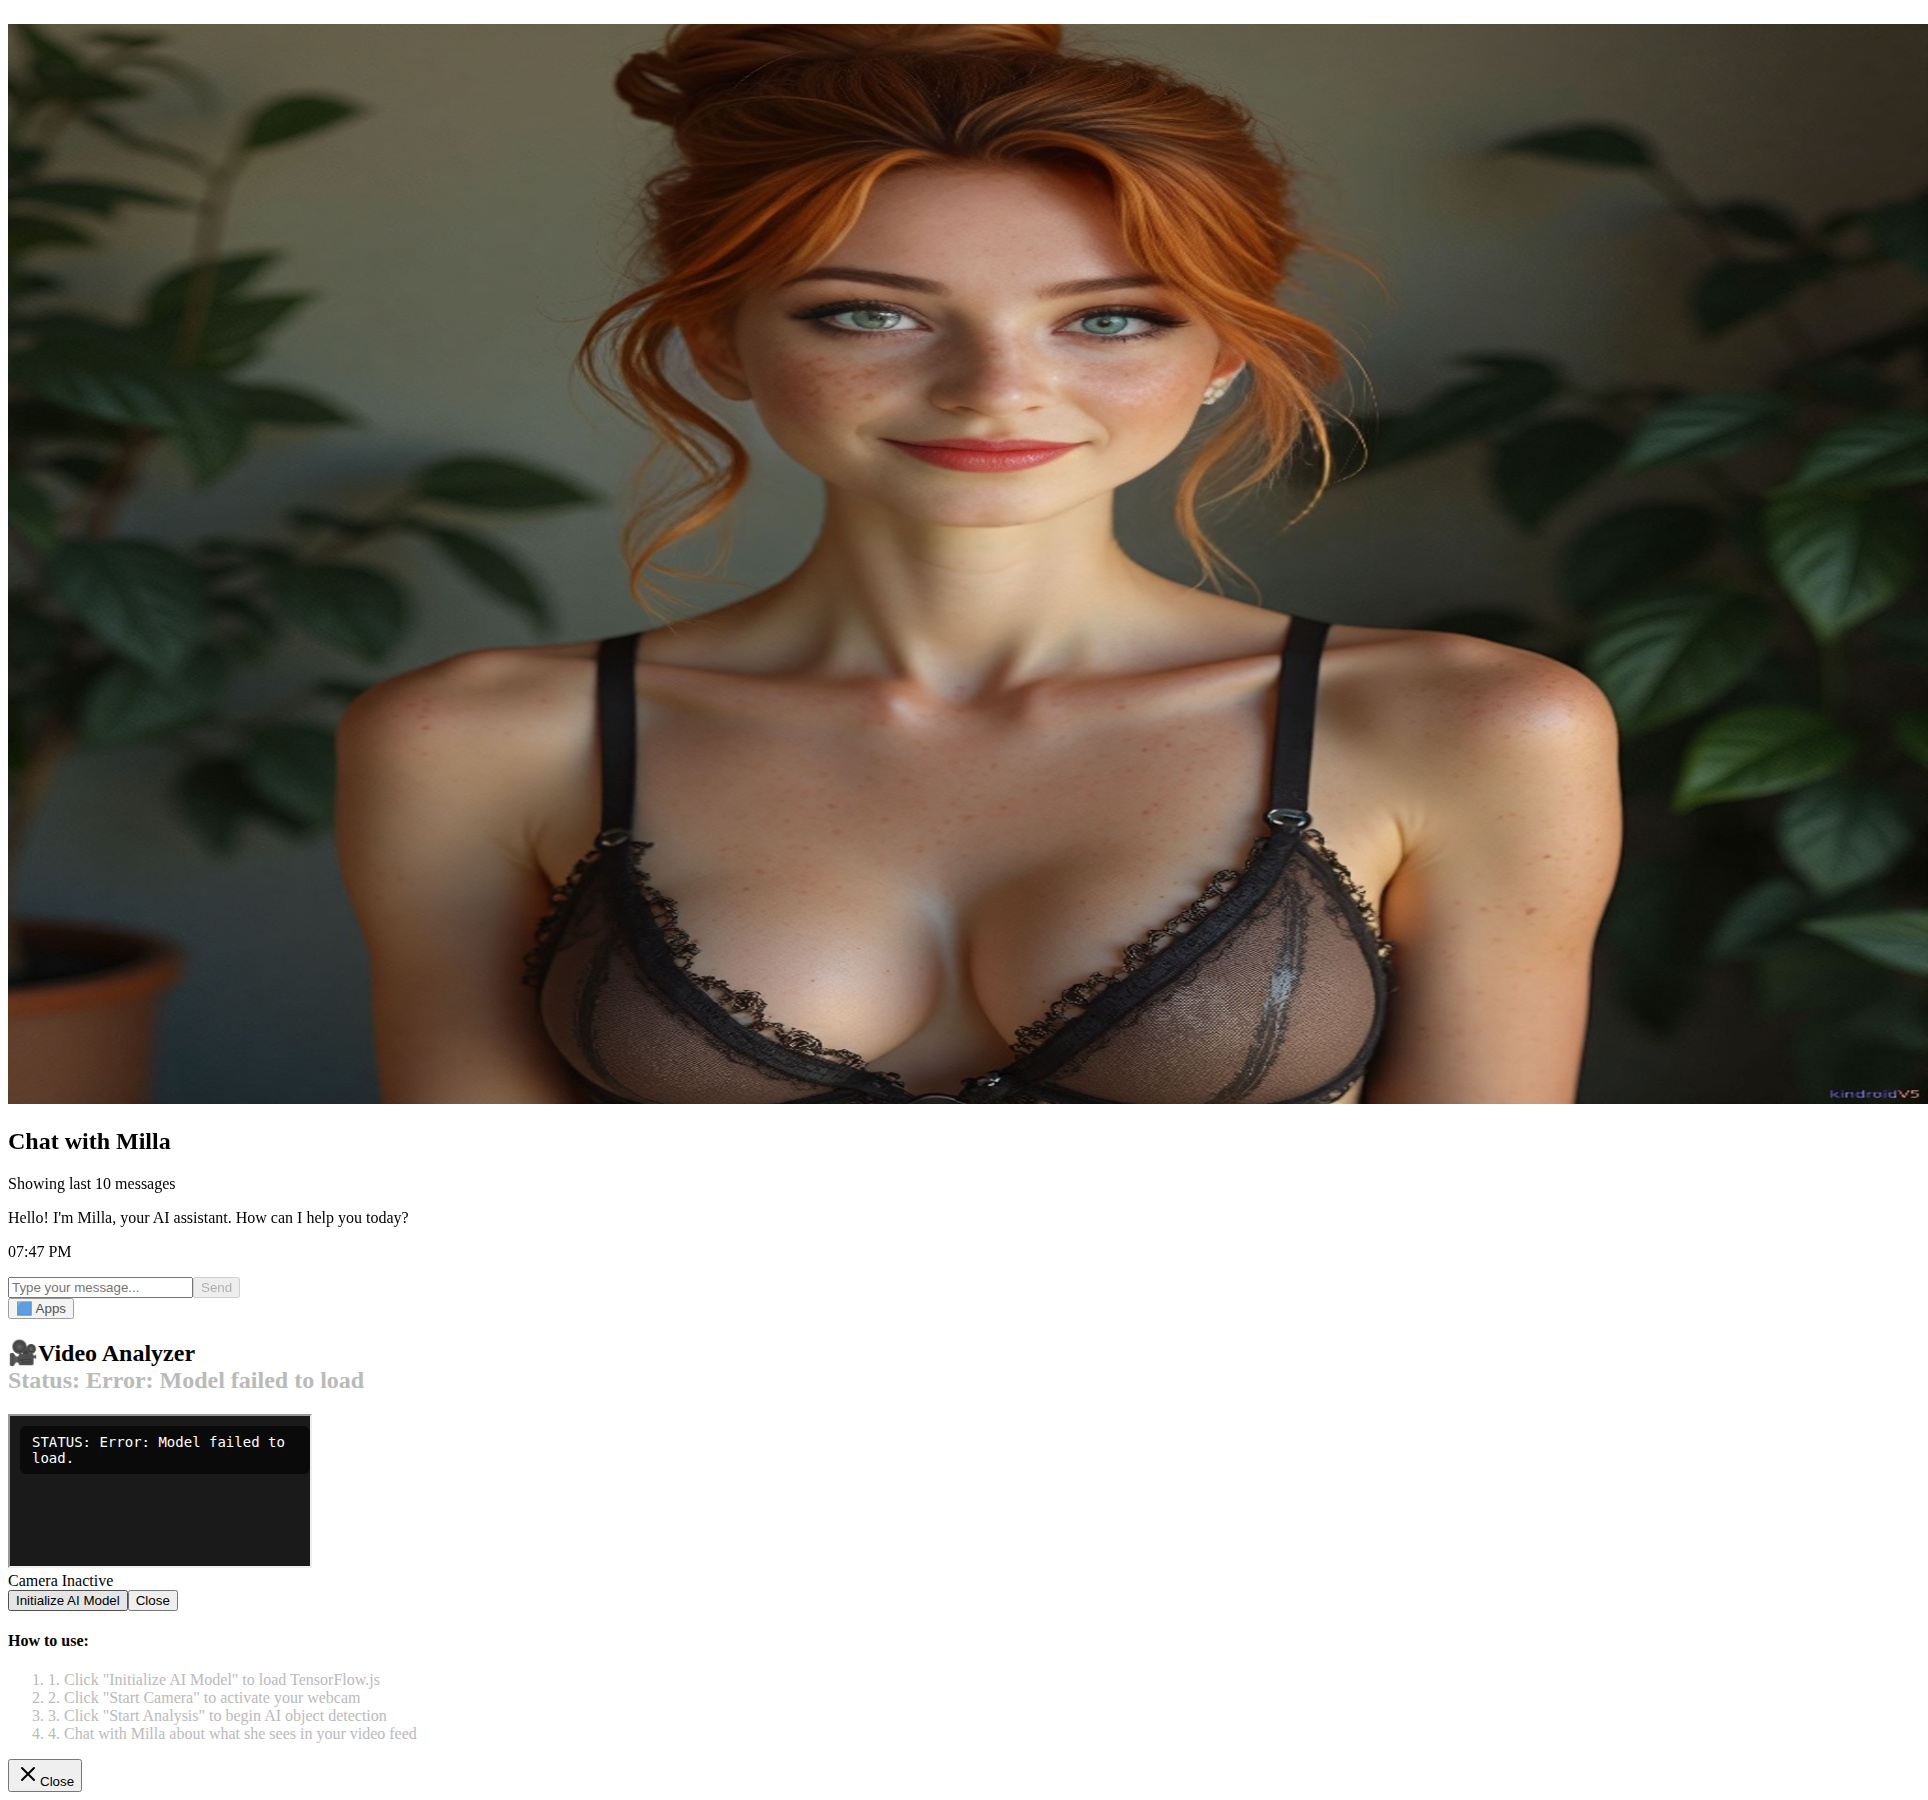 kindroidV5
Chat with Milla
Showing last 10 messages
Hello! I'm Milla, your AI assistant. How can I help you today?
07:47 PM
Type your message... Send
Apps
Video Analyzer
Status: Error: Model failed to load
STATUS: Error: Model failed to
load.
Camera Inactive
Initialize AI Model Close
How to use:
1. 1. Click "Initialize AI Model" to load TensorFlow.js
2. 2. Click "Start Camera" to activate your webcam
3. 3. Click "Start Analysis" to begin AI object detection
4. 4. Chat with Milla about what she sees in your video feed
Close